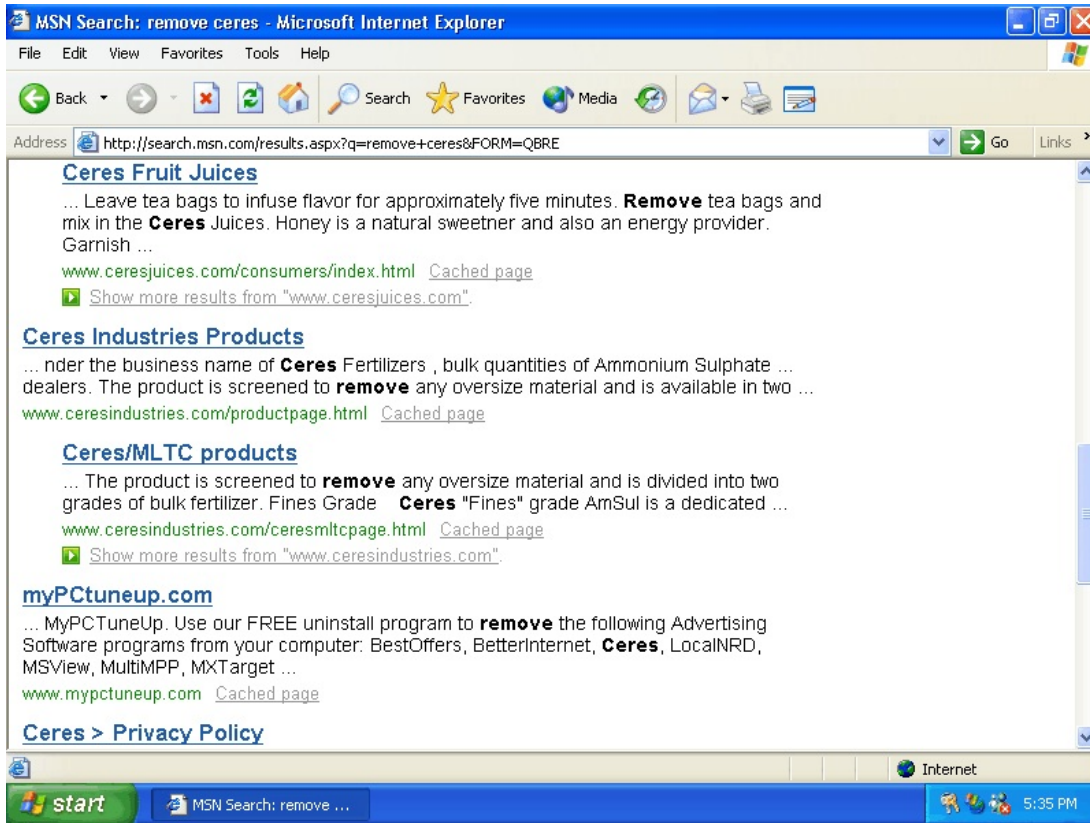 MSN Search: remove ceres - Microsoft Internet Explorer
File Edit View Favorites Tools Help
Back Search Favorites Media
Address http://search.msn.com/results.aspx?q=remove+ceres&FORM=QBRE Go Links
Ceres Fruit Juices
... Leave tea bags to infuse flavor for approximately five minutes. Remove tea bags and
mix in the Ceres Juices. Honey is a natural sweetner and also an energy provider.
Garnish ...
www.ceresjuices.com/consumers/index.html Cached page
Show more results from "www.ceresjuices.com".
Ceres Industries Products
... nder the business name of Ceres Fertilizers , bulk quantities of Ammonium Sulphate ...
dealers. The product is screened to remove any oversize material and is available in two ...
www.ceresindustries.com/productpage.html Cached page
Ceres/MLTC products
... The product is screened to remove any oversize material and is divided into two
grades of bulk fertilizer. Fines Grade Ceres "Fines" grade AmSul is a dedicated ...
www.ceresindustries.com/ceresmltcpage.html Cached page
Show more results from "www.ceresindustries.com".
myPCtuneup.com
... MyPCTuneUp. Use our FREE uninstall program to remove the following Advertising
Software programs from your computer: BestOffers, BetterInternet, Ceres, LocalNRD,
MSView, MultiMPP, MXTarget ...
www.mypctuneup.com Cached page
Ceres > Privacy Policy
Internet
start MSN Search: remove ... 5:35 PM